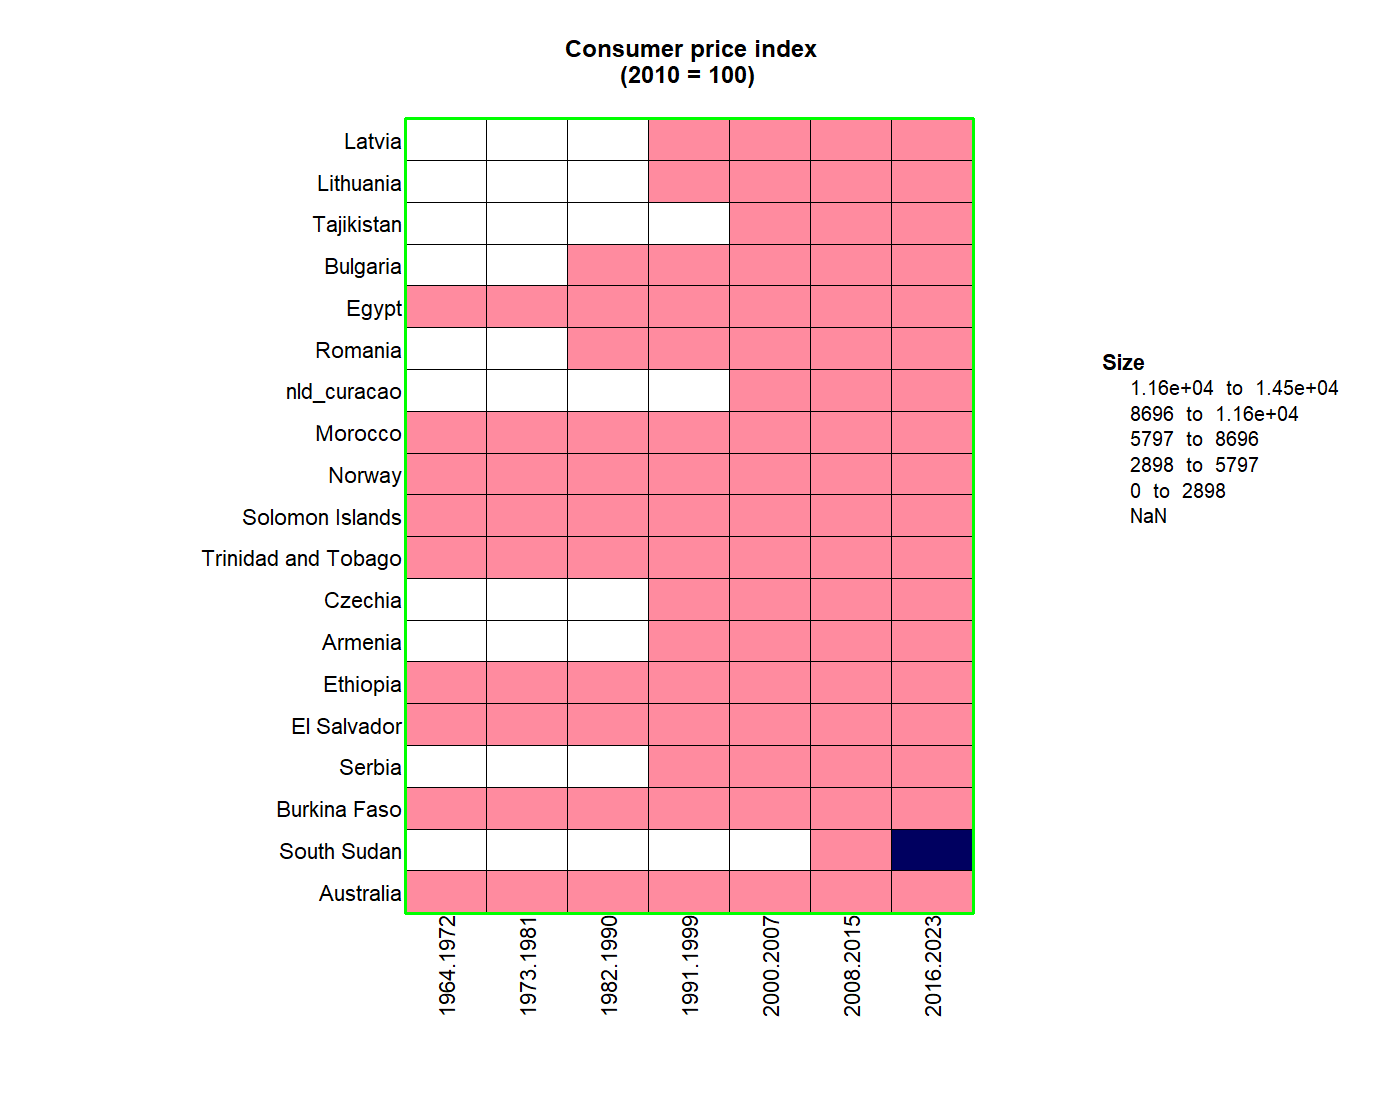 Consumer price index
(2010 = 100)
Latvia
Lithuania
Tajikistan
Bulgaria
Egypt
Romania
nld_curacao
Morocco
Norway
Solomon Islands
Trinidad and Tobago
Czechia
Armenia
Ethiopia
El Salvador
Serbia
Burkina Faso
South Sudan
Australia
1964.1972
1973.1981
1982.1990
1991.1999
2000.2007
2008.2015
2016.2023
Size
1.16e+04 to 1.45e+04
8696 to 1.16e+04
5797 to 8696
2898 to 5797
0 to 2898
NaN